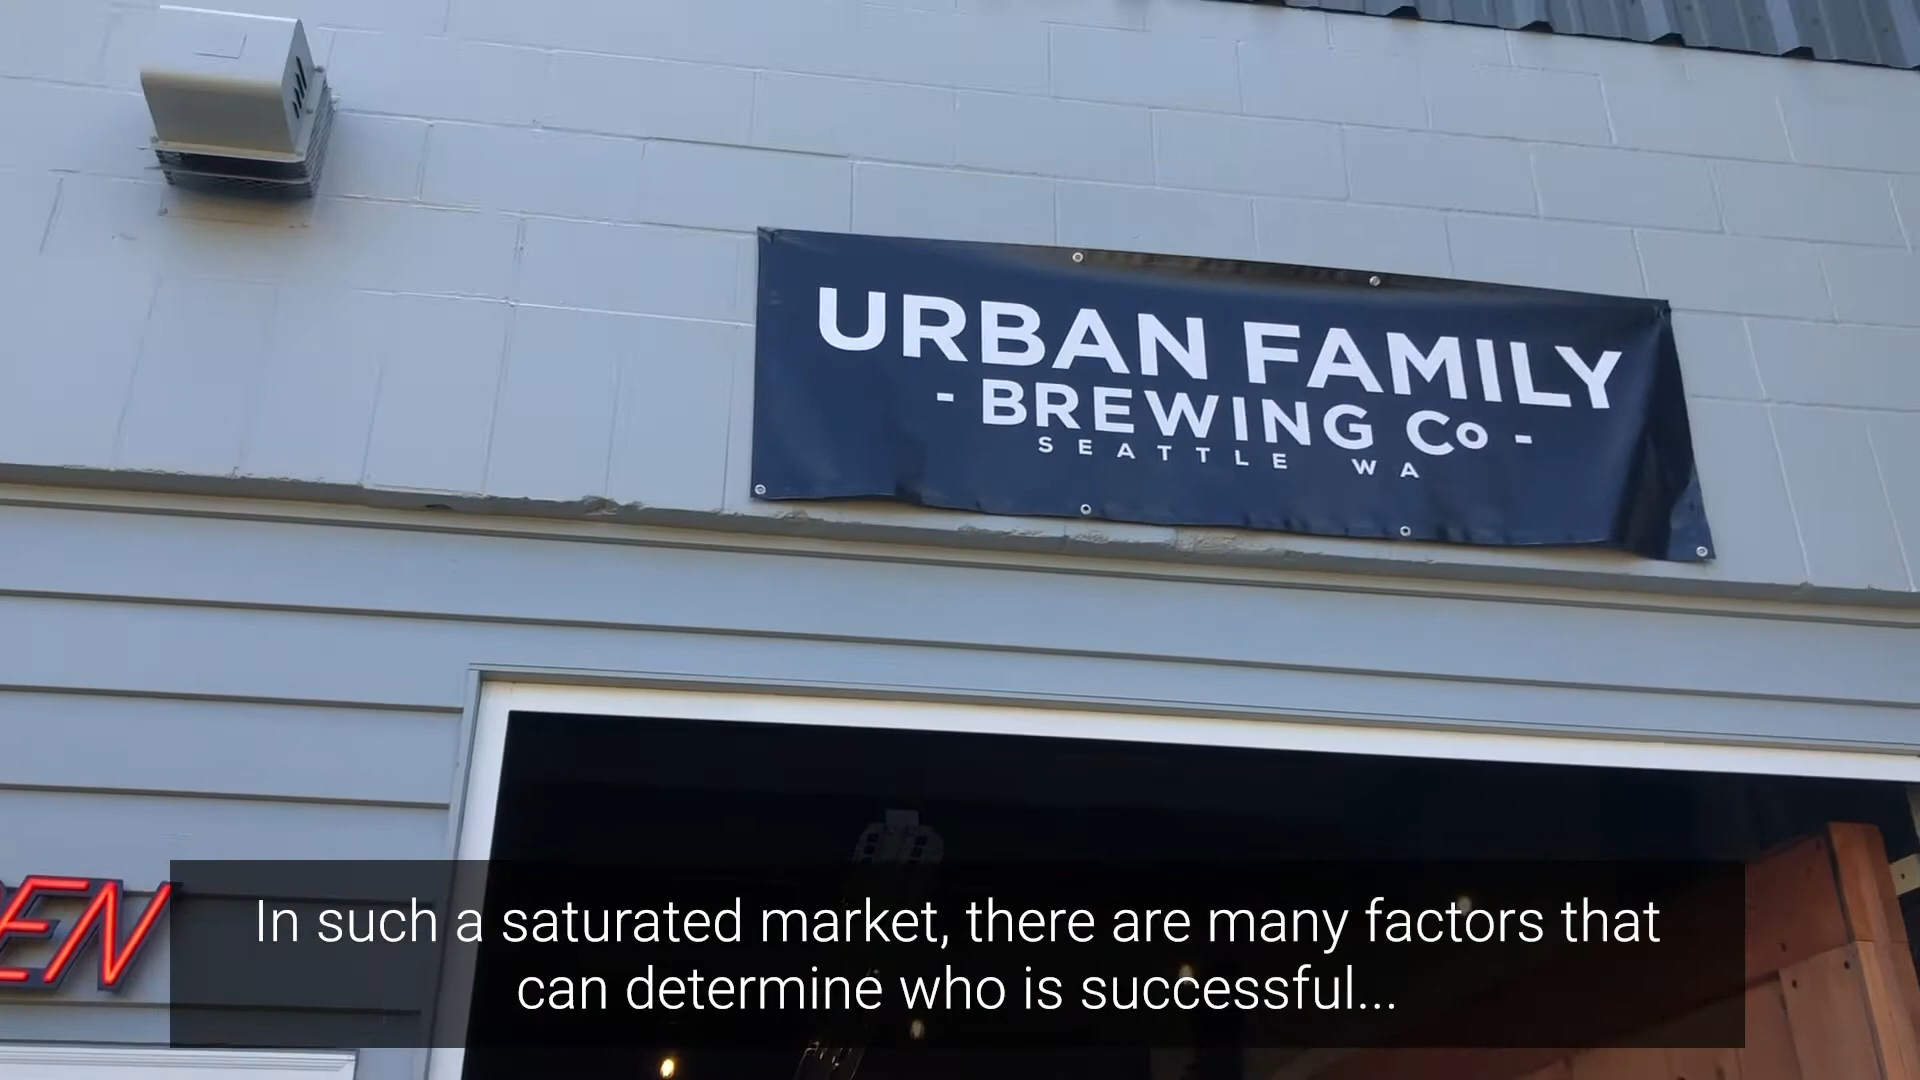 URBAN FAMILY
- BREWING Co -
SEATTLE WA
EN
In such a saturated market, there are many factors that
can determine who is successful...